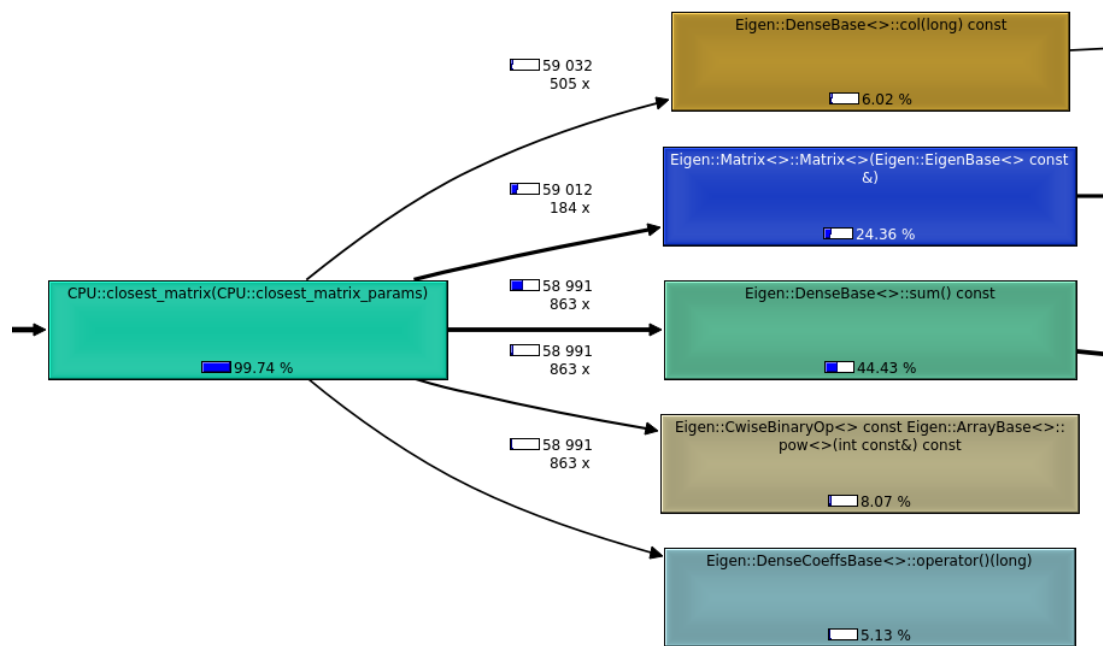 Eigen::DenseBase<>::col(long) const
6.02 %
59 032
505 x
Eigen::Matrix<>::Matrix<>(Eigen::EigenBase<> const
&)
24.36 %
59 012
184 x
CPU::closest_matrix(CPU::closest_matrix_params)
99.74 %
58 991
863 x
Eigen::DenseBase<>::sum() const
44.43 %
58 991
863 x
Eigen::CwiseBinaryOp<> const Eigen::ArrayBase<>::
pow<>(int const&) const
8.07 %
58 991
863 x
Eigen::DenseCoeffsBase<>::operator()(long)
5.13 %